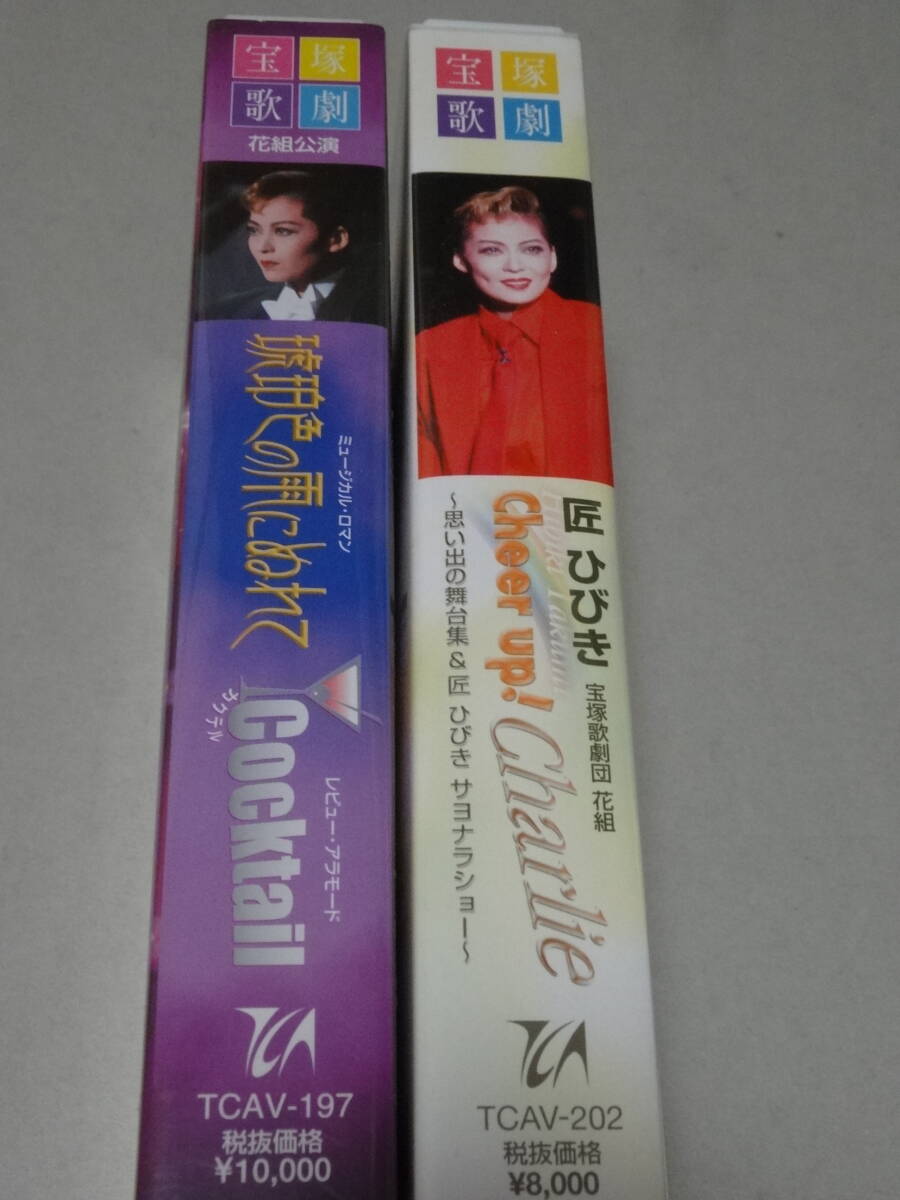 宝塚
歌劇
花組公演
ミュージカル・ロマン
琥珀色の雨にぬれて
レビュー・アラモード
Cocktail
カクテル
TCAV-197
税抜価格
¥10,000
宝塚
歌劇
匠 ひびき 宝塚歌劇団 花組
Cheer up! Charlie
~思い出の舞台集&匠 ひびき サヨナラショー~
TCAV-202
税抜価格
¥8,000